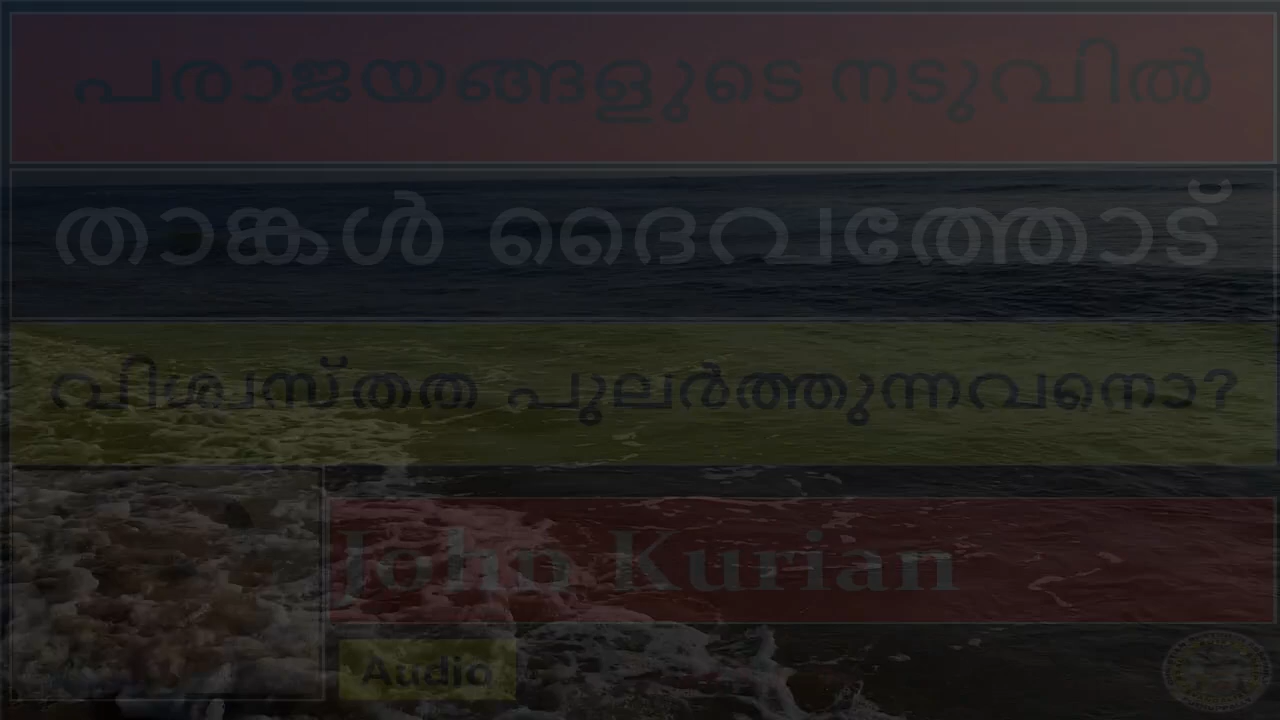 പരാജയങ്ങളുടെ നടുവിൽ
താങ്കൾ ദൈവത്തോട്
വിശ്വസ്തത പുലർത്തുന്നവനൊ?
John Kurian
Audio